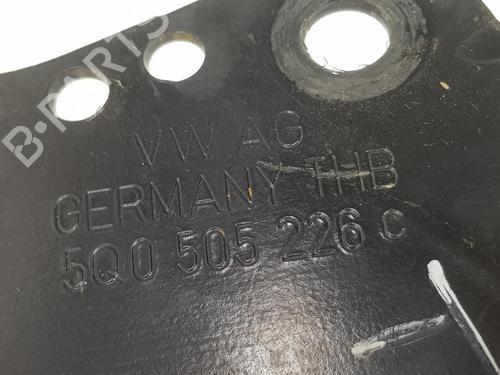 B-PARTS
VW AG
GERMANY THB
5Q0 505 226 C